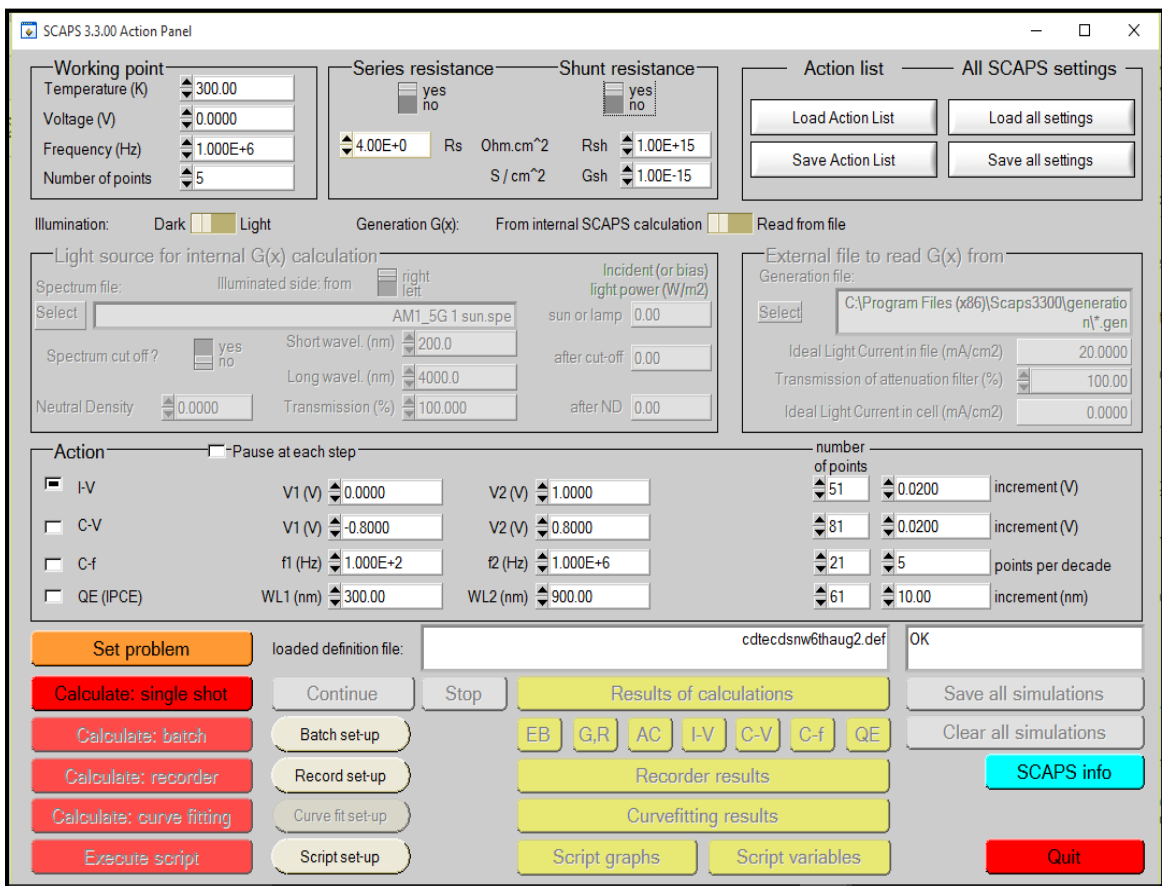 SCAPS 3.3.00 Action Panel
Working point
Temperature (K) 300.00
Voltage (V) 0.0000
Frequency (Hz) 1.000E+6
Number of points 5
Series resistance
yes
no
Shunt resistance
yes
no
4.00E+0 Rs Ohm.cm^2 Rsh 1.00E+15
S / cm^2 Gsh 1.00E-15
Action list
All SCAPS settings
Load Action List
Load all settings
Save Action List
Save all settings
Illumination: Dark Light Generation G(x): From internal SCAPS calculation Read from file
Light source for internal G(x) calculation
Spectrum file:
Illuminated side: from right
left
Incident (or bias)
light power (W/m2)
Select AM1_5G 1 sun.spe sun or lamp 0.00
Spectrum cut off ? yes
no
Short wavel. (nm) 200.0
after cut-off 0.00
Long wavel. (nm) 4000.0
Neutral Density 0.0000 Transmission (%) 100.000 after ND 0.00
External file to read G(x) from
Generation file:
Select C:\Program Files (x86)\Scaps3300\generatio
n\*.gen
Ideal Light Current in file (mA/cm2) 20.0000
Transmission of attenuation filter (%) 100.00
Ideal Light Current in cell (mA/cm2) 0.0000
Action Pause at each step number
of points
I-V V1 (V) 0.0000 V2 (V) 1.0000 51 0.0200 increment (V)
C-V V1 (V) -0.8000 V2 (V) 0.8000 81 0.0200 increment (V)
C-f f1 (Hz) 1.000E+2 f2 (Hz) 1.000E+6 21 5 points per decade
QE (IPCE) WL1 (nm) 300.00 WL2 (nm) 900.00 61 10.00 increment (nm)
Set problem loaded definition file: cdtecdsnw6thaug2.def OK
Calculate: single shot Continue Stop Results of calculations Save all simulations
Calculate: batch Batch set-up EB G,R AC I-V C-V C-f QE Clear all simulations
Calculate: recorder Record set-up Recorder results SCAPS info
Calculate: curve fitting Curve fit set-up Curvefitting results
Execute script Script set-up Script graphs Script variables Quit